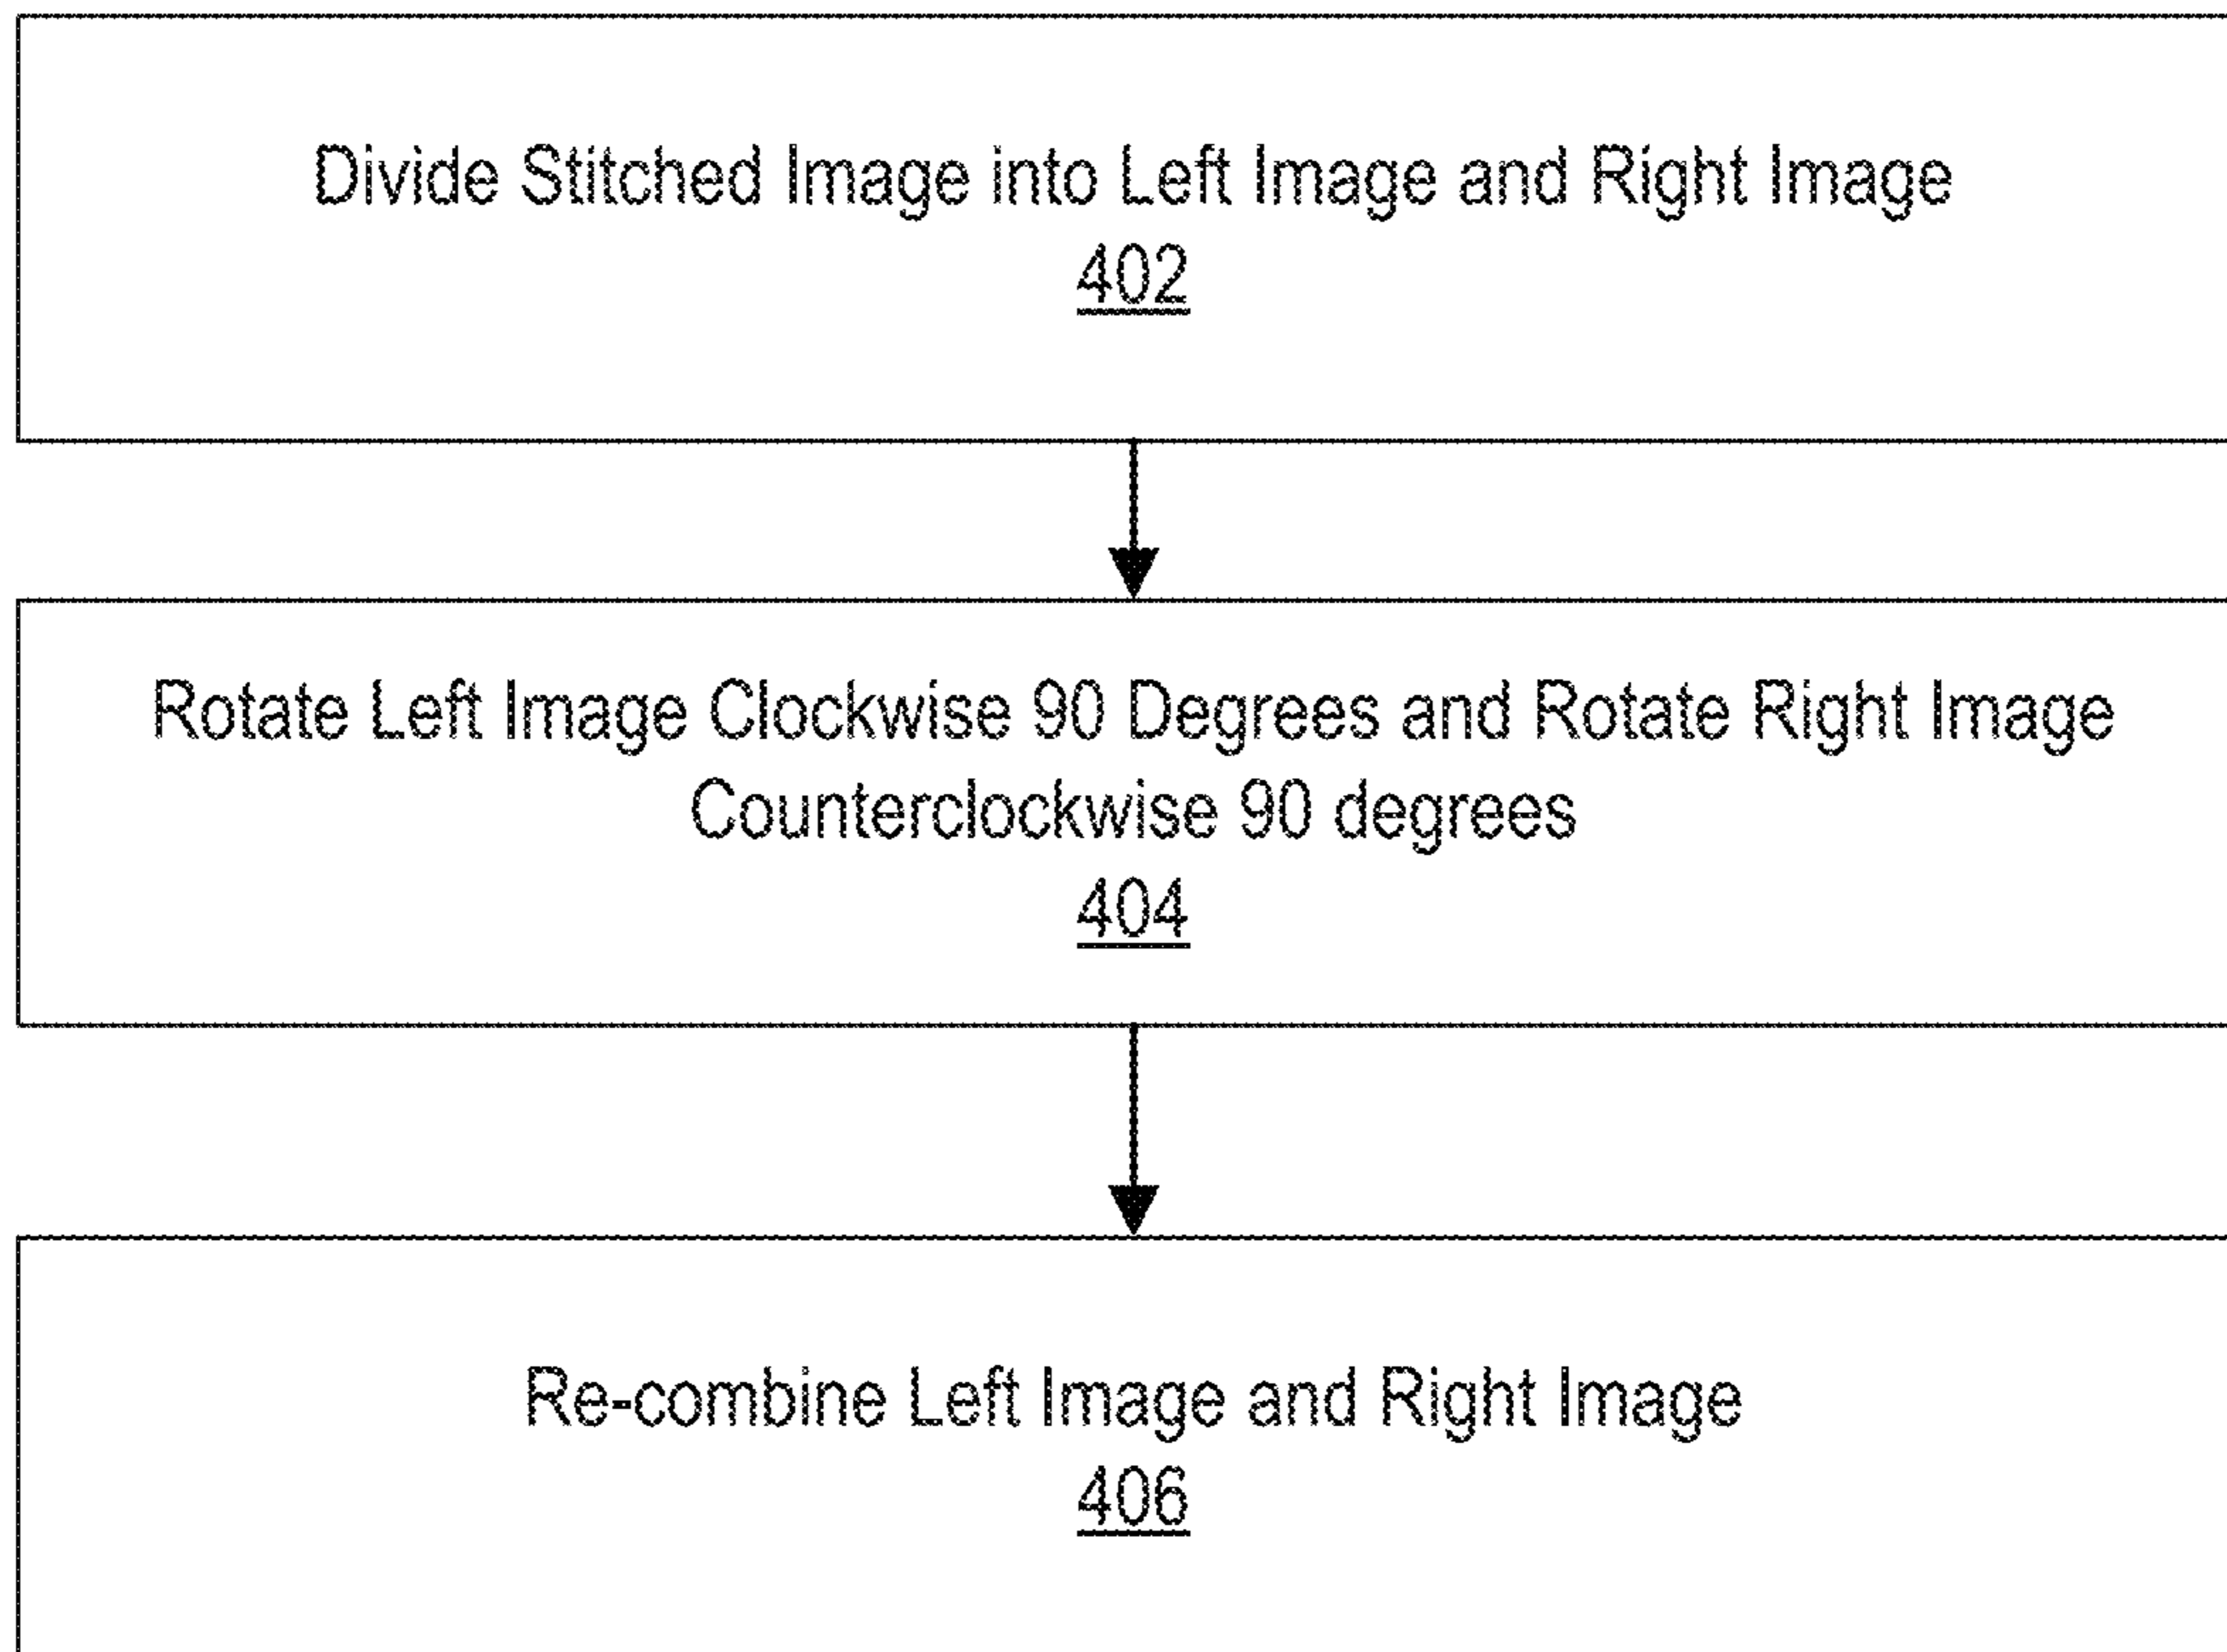 Divide Stitched Image into Left Image and Right Image
402
Rotate Left Image Clockwise 90 Degrees and Rotate Right Image
Counterclockwise 90 degrees
404
Re-combine Left Image and Right Image
406